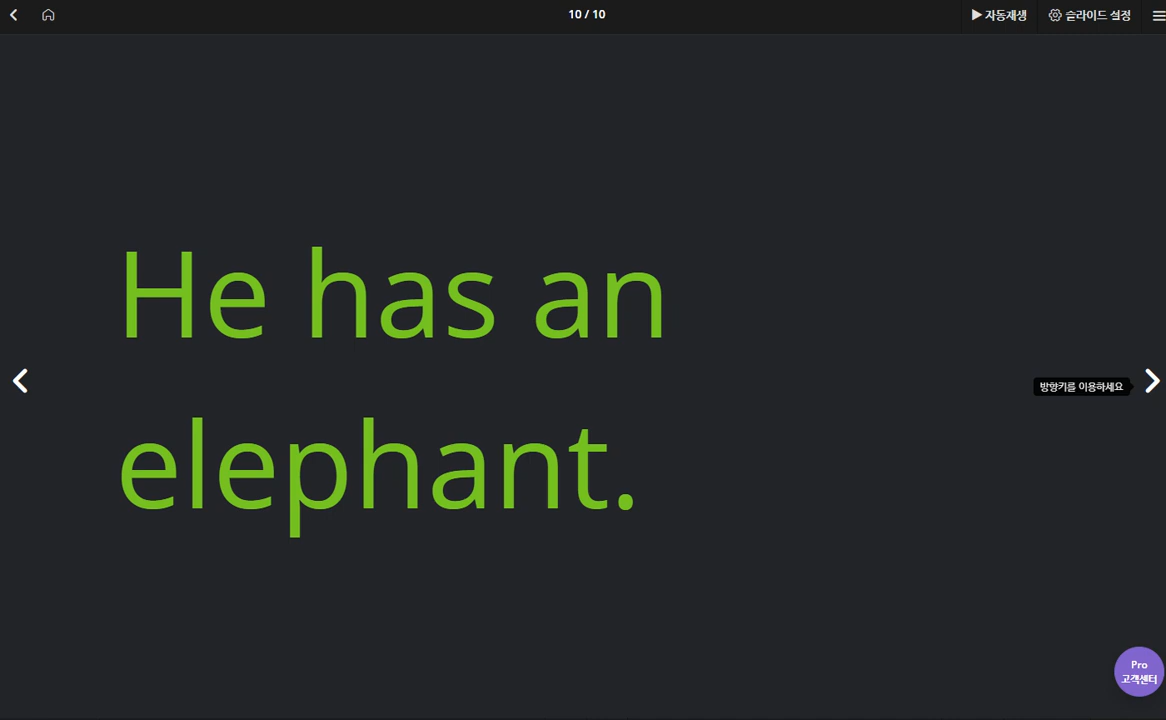 10 / 10
▶ 자동재생
슬라이드 설정
He has an
elephant.
방향키를 이용하세요
Pro
고객센터